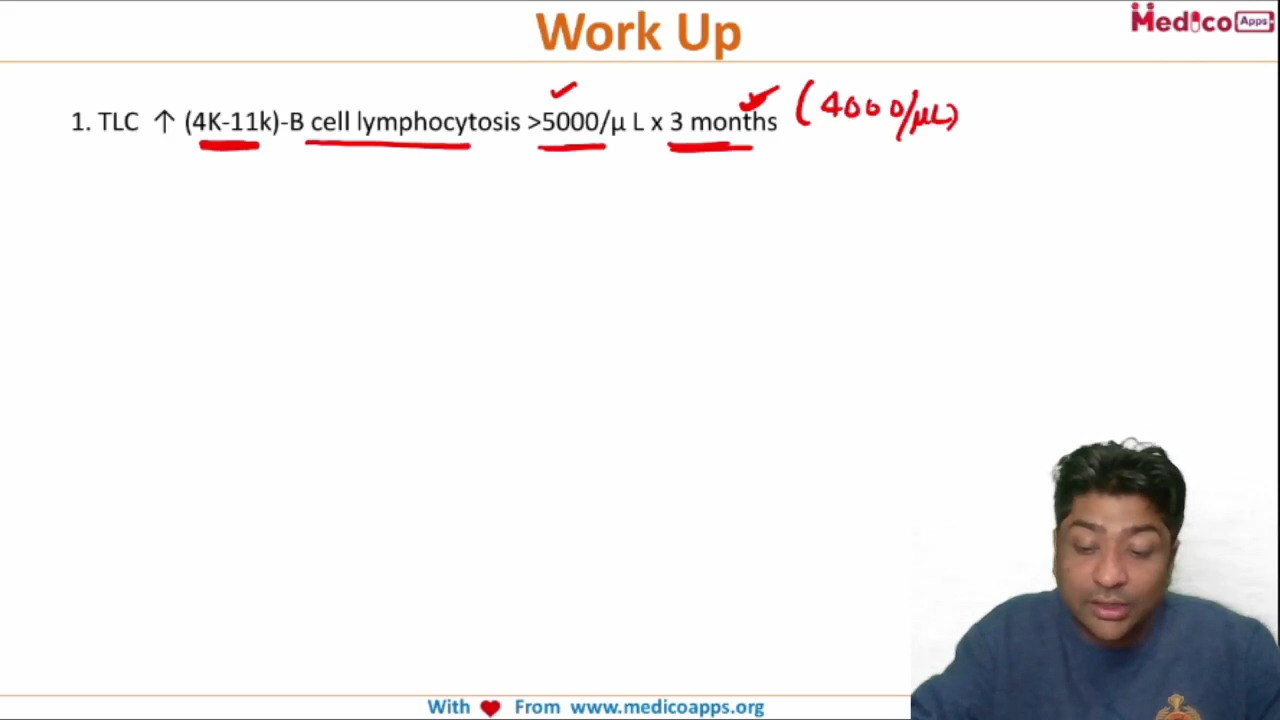 Work Up
Medico Apps
1. TLC ↑ (4K-11k)-B cell lymphocytosis >5000/μ L x 3 months (4000/μL)
With ❤ From www.medicoapps.org